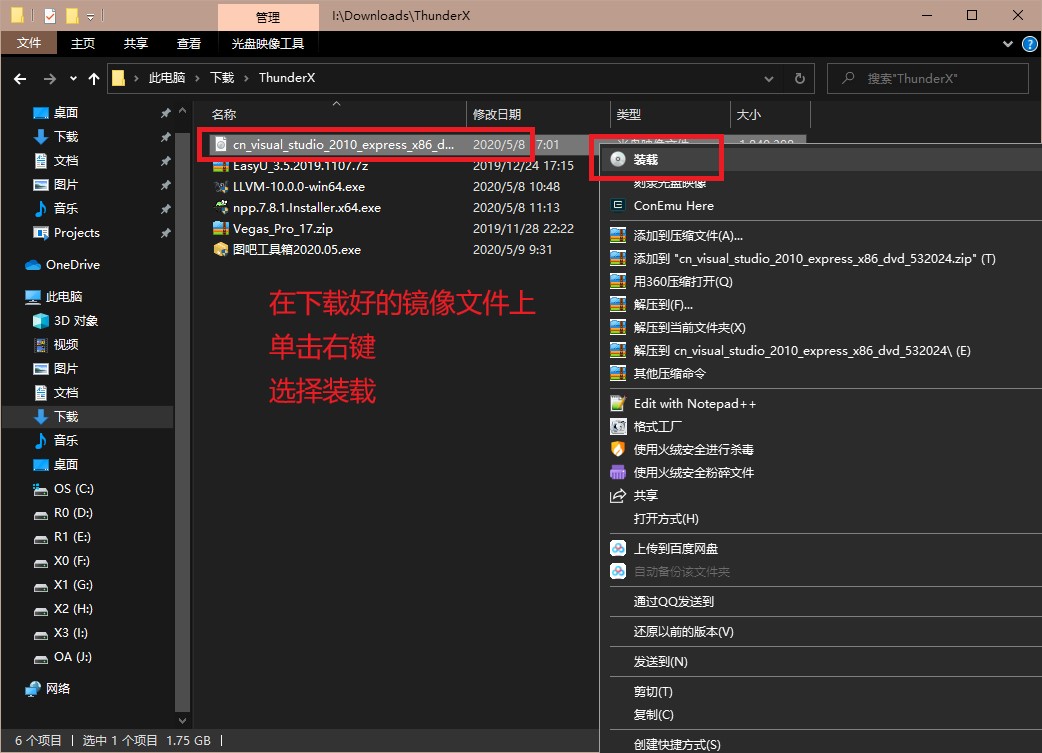 管理
I:\Downloads\ThunderX
文件
主页
共享
查看
光盘映像工具
此电脑
下载
ThunderX
搜索"ThunderX"
桌面
下载
文档
图片
音乐
Projects
OneDrive
此电脑
3D 对象
视频
图片
文档
下载
音乐
桌面
OS (C:)
R0 (D:)
R1 (E:)
X0 (F:)
X1 (G:)
X2 (H:)
X3 (I:)
OA (J:)
网络
名称 修改日期 类型 大小
cn_visual_studio_2010_express_x86_d... 2020/5/8 7:01
EasyU_3.5.2019.1107.7z 2019/12/24 17:15
LLVM-10.0.0-win64.exe 2020/5/8 10:48
npp.7.8.1.Installer.x64.exe 2020/5/8 11:13
Vegas_Pro_17.zip 2019/11/28 22:22
图吧工具箱2020.05.exe 2020/5/9 9:31
在下载好的镜像文件上
单击右键
选择装载
装载
刻录光盘映像
ConEmu Here
添加到压缩文件(A)...
添加到 "cn_visual_studio_2010_express_x86_dvd_532024.zip" (T)
用360压缩打开(Q)
解压到(F)...
解压到当前文件夹(X)
解压到 cn_visual_studio_2010_express_x86_dvd_532024\ (E)
其他压缩命令
Edit with Notepad++
格式工厂
使用火绒安全进行杀毒
使用火绒安全粉碎文件
共享
打开方式(H)
上传到百度网盘
自动备份该文件夹
通过QQ发送到
还原以前的版本(V)
发送到(N)
剪切(T)
复制(C)
创建快捷方式(S)
6 个项目
选中 1 个项目 1.75 GB